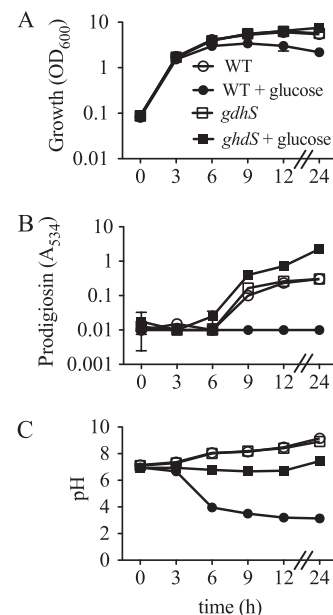 A
Growth (OD600)
10
1
0.1
0.01
WT
WT + glucose
gdhS
ghdS + glucose
0 3 6 9 12 24
B
Prodigiosin (A534)
10
1
0.1
0.01
0.001
0 3 6 9 12 24
C
pH
10
8
6
4
2
0
0 3 6 9 12 24
time (h)